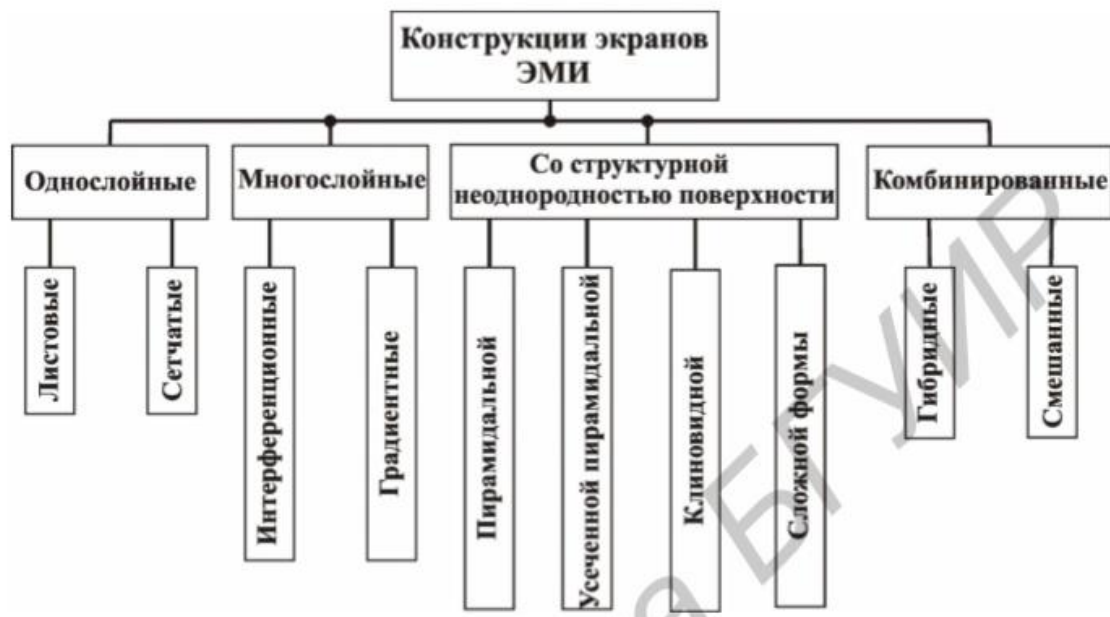 Конструкции экранов
ЭМИ
Однослойные
Многослойные
Со структурной
неоднородностью поверхности
Комбинированные
Листовые
Сетчатые
Интерференционные
Градиентные
Пирамидальной
Усеченной пирамидальной
Клиновидной
Сложной формы
Гибридные
Смешанные
а БГУИР